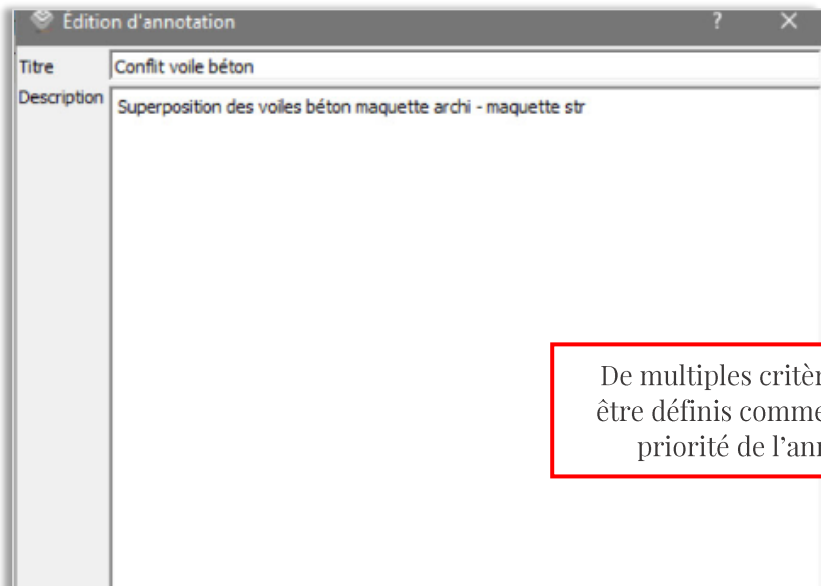 Édition d'annotation ? ×
Titre Conflit voile béton
Description Superposition des voiles béton maquette archi - maquette str
De multiples critèr
être définis comme
priorité de l'an